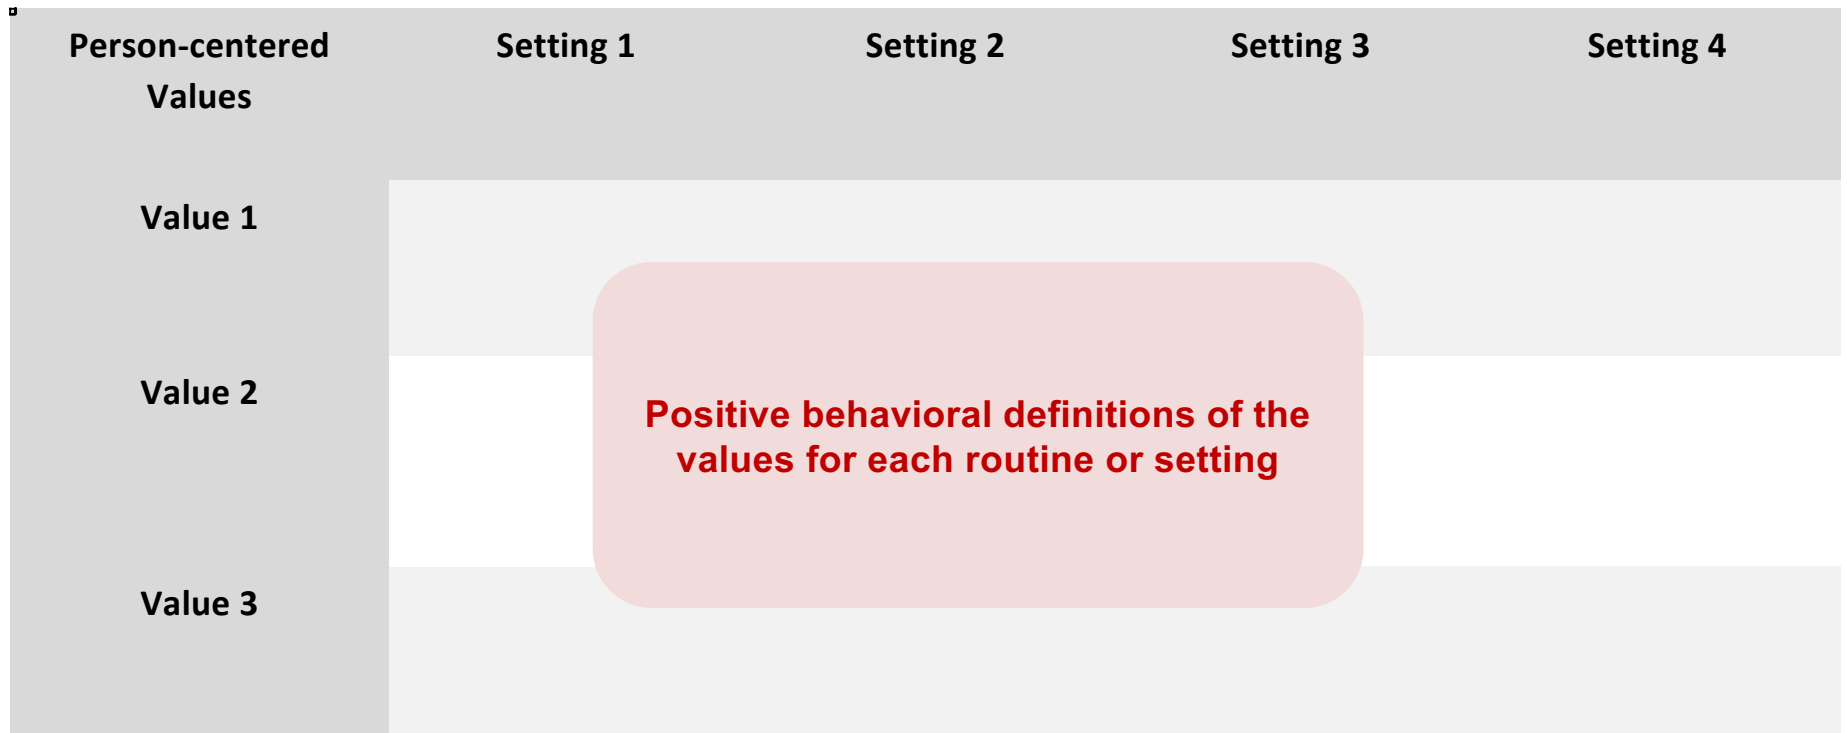 Person-centered
Values
Setting 1
Setting 2
Setting 3
Setting 4
Value 1
Value 2
Positive behavioral definitions of the
values for each routine or setting
Value 3